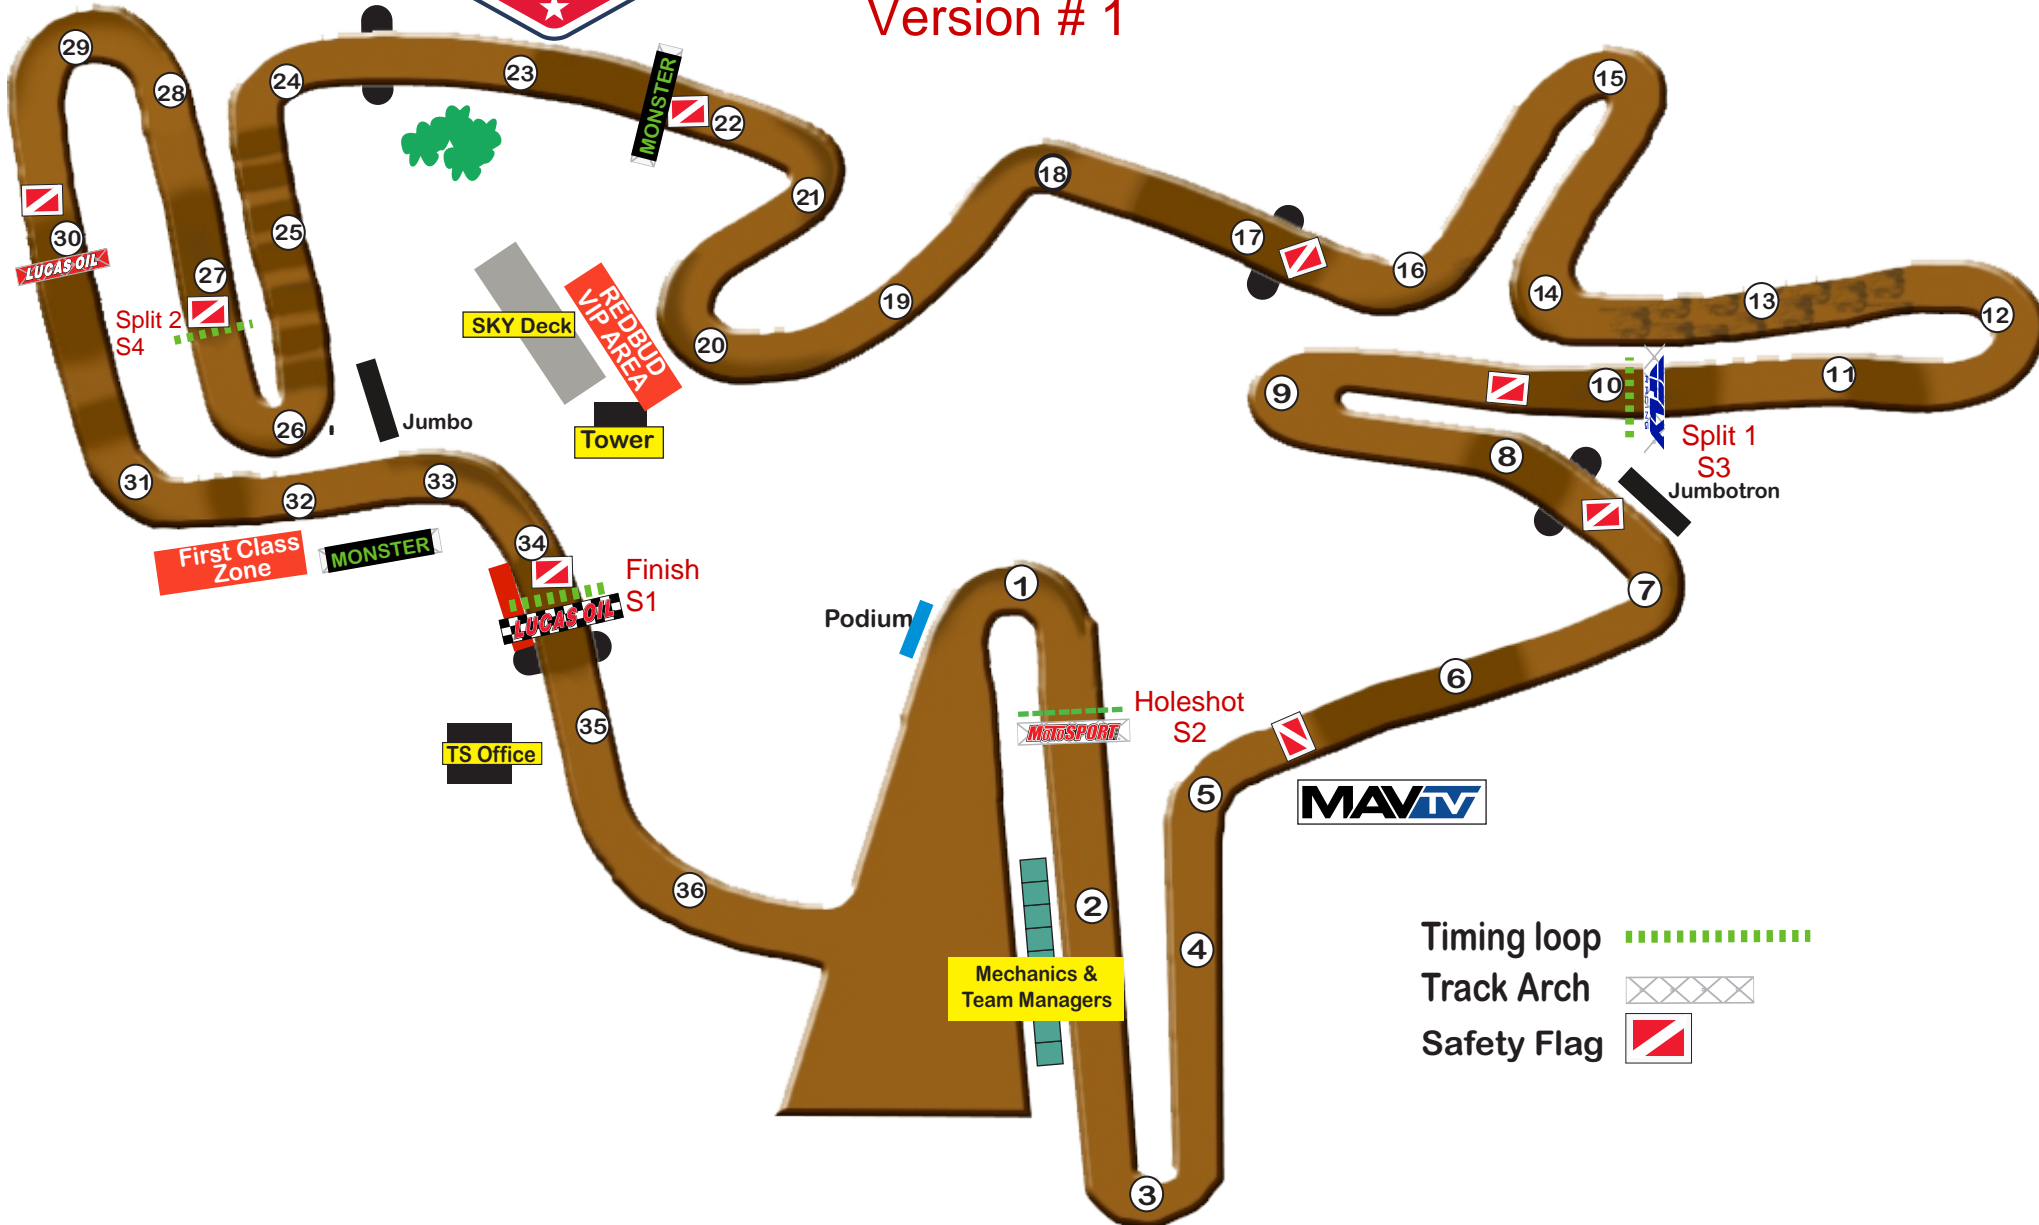 Version # 1
29
28
24
23
MONSTER
22
15
18
21
25
17
30
LUCAS OIL
27
16
14
13
12
19
Split 2
S4
SKY Deck
REDBUD
VIP AREA
20
9
10
11
RACING
8
Split 1
S3
Jumbotron
26
Jumbo
Tower
31
32
33
First Class
Zone
MONSTER
34
Finish
S1
LUCAS OIL
Podium
1
7
6
Holeshot
S2
MotoSPORT
35
TS Office
5
MAVTV
36
2
4
Mechanics &
Team Managers
3
Timing loop
Track Arch
Safety Flag